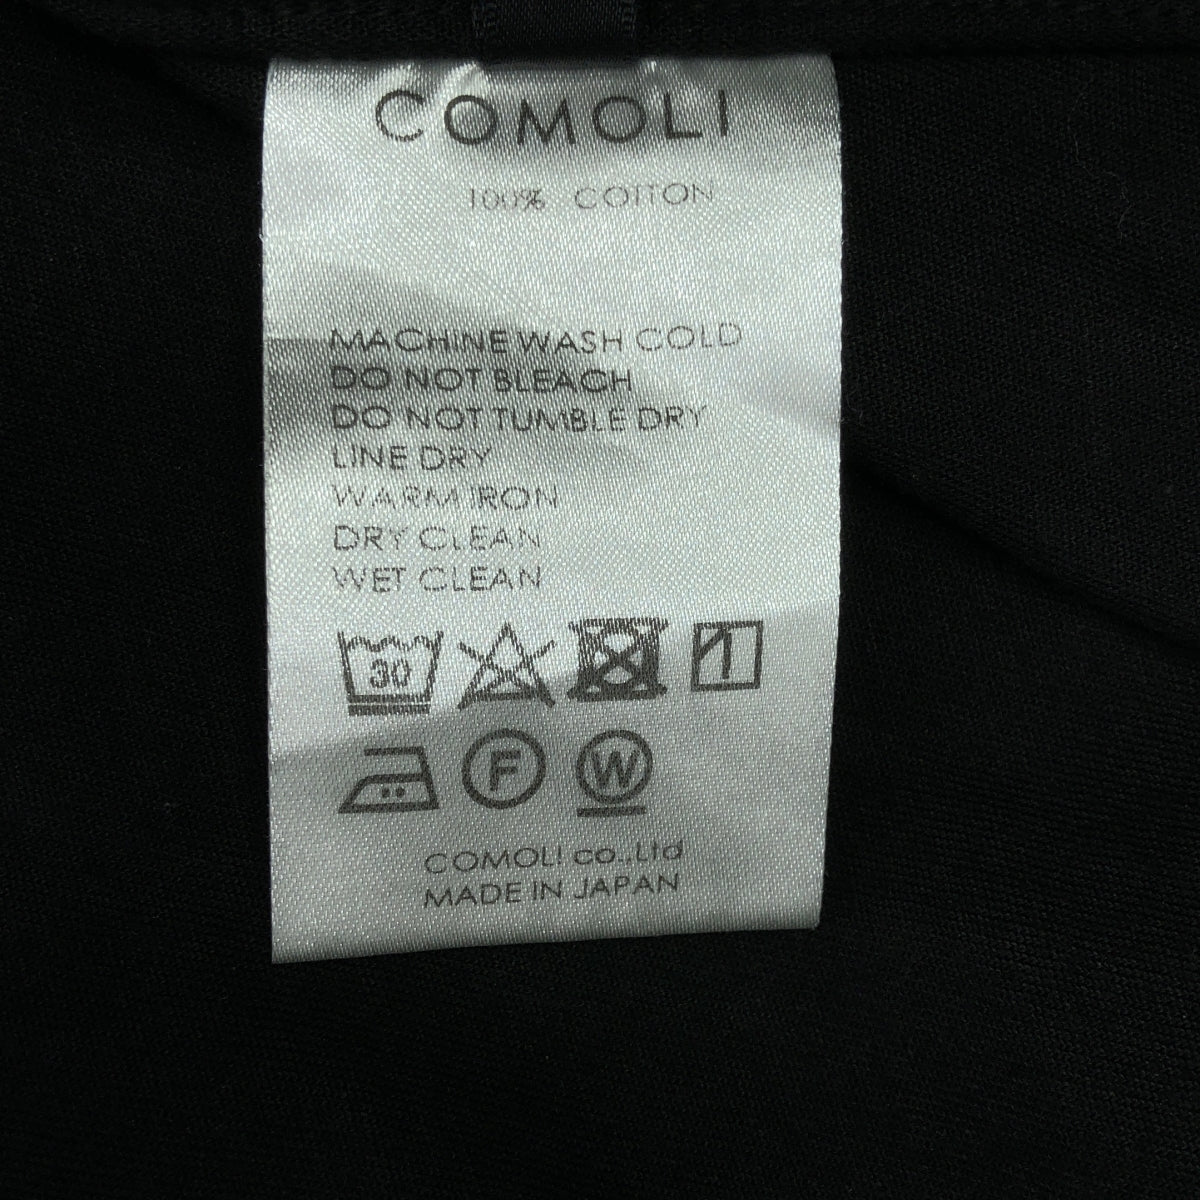 COMOLI
100% COTTON
MACHINE WASH COLD
DO NOT BLEACH
DO NOT TUMBLE DRY
LINE DRY
WARM IRON
DRY CLEAN
WET CLEAN
30
F W
COMOLI co.,Ltd
MADE IN JAPAN